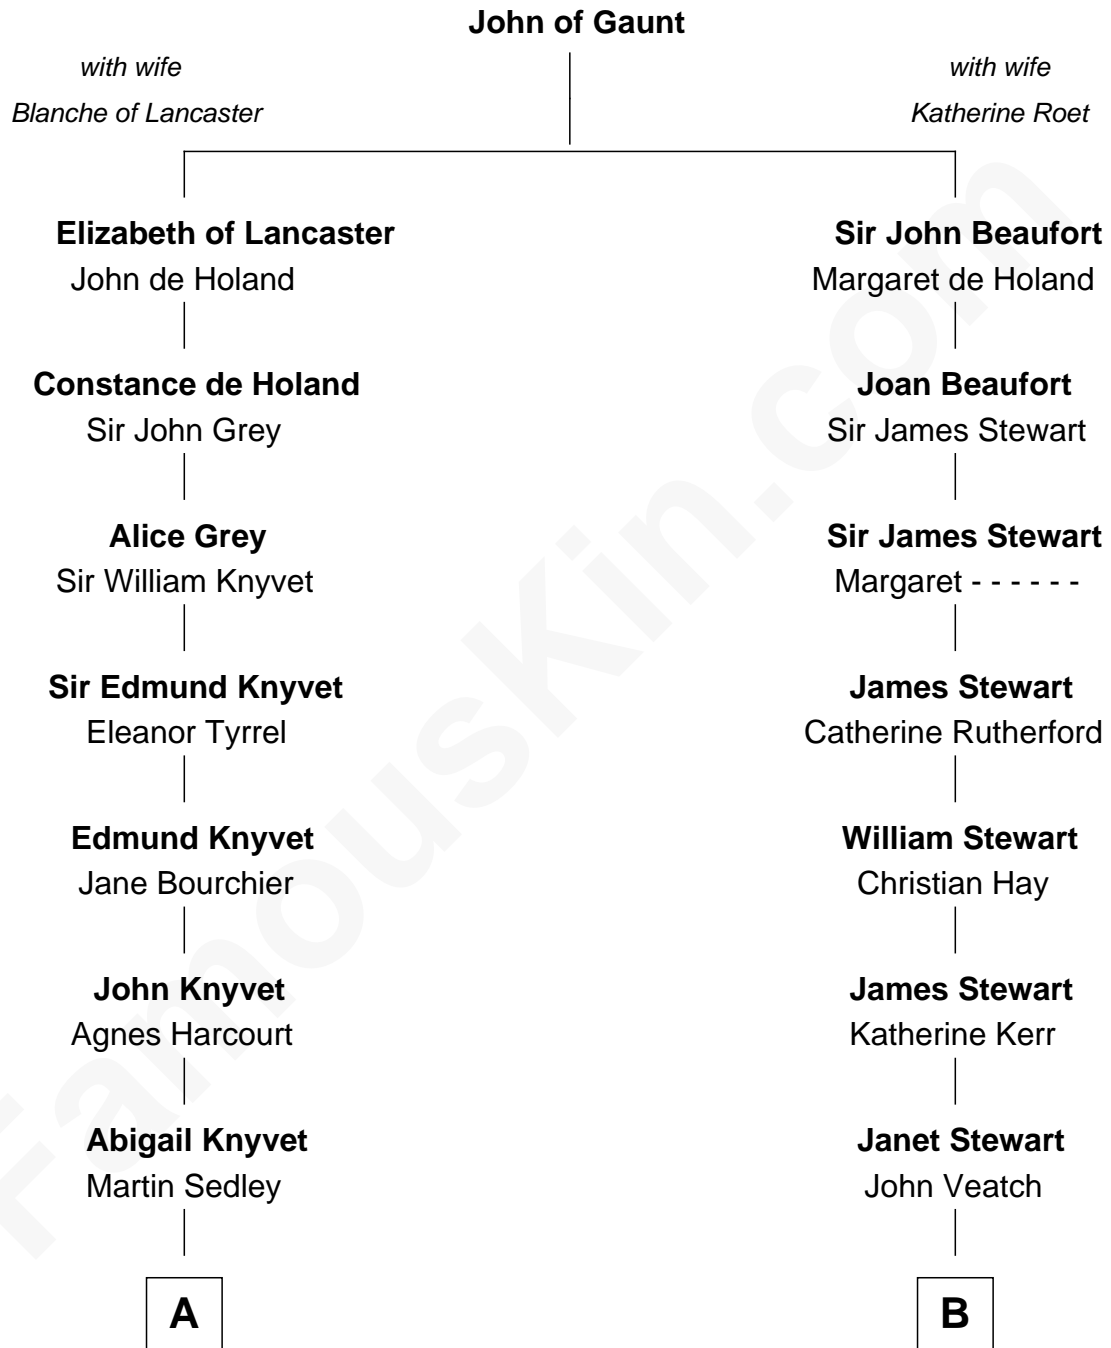 John of Gaunt
with wife
Blanche of Lancaster
with wife
Katherine Roet
Elizabeth of Lancaster
John de Holand
Sir John Beaufort
Margaret de Holand
Constance de Holand
Sir John Grey
Joan Beaufort
Sir James Stewart
Alice Grey
Sir William Knyvet
Sir James Stewart
Margaret - - - - - -
Sir Edmund Knyvet
Eleanor Tyrrel
James Stewart
Catherine Rutherford
Edmund Knyvet
Jane Bourchier
William Stewart
Christian Hay
John Knyvet
Agnes Harcourt
James Stewart
Katherine Kerr
Abigail Knyvet
Martin Sedley
Janet Stewart
John Veatch
A
B
FamousKin.com